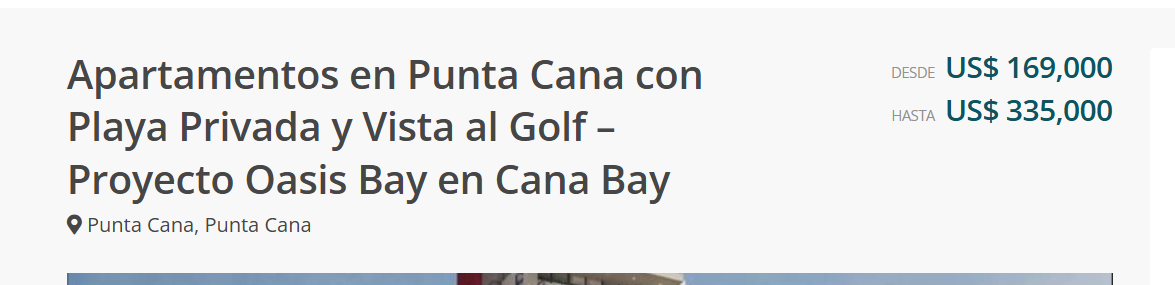 Apartamentos en Punta Cana con
Playa Privada y Vista al Golf –
Proyecto Oasis Bay en Cana Bay
Punta Cana, Punta Cana
DESDE US$ 169,000
HASTA US$ 335,000